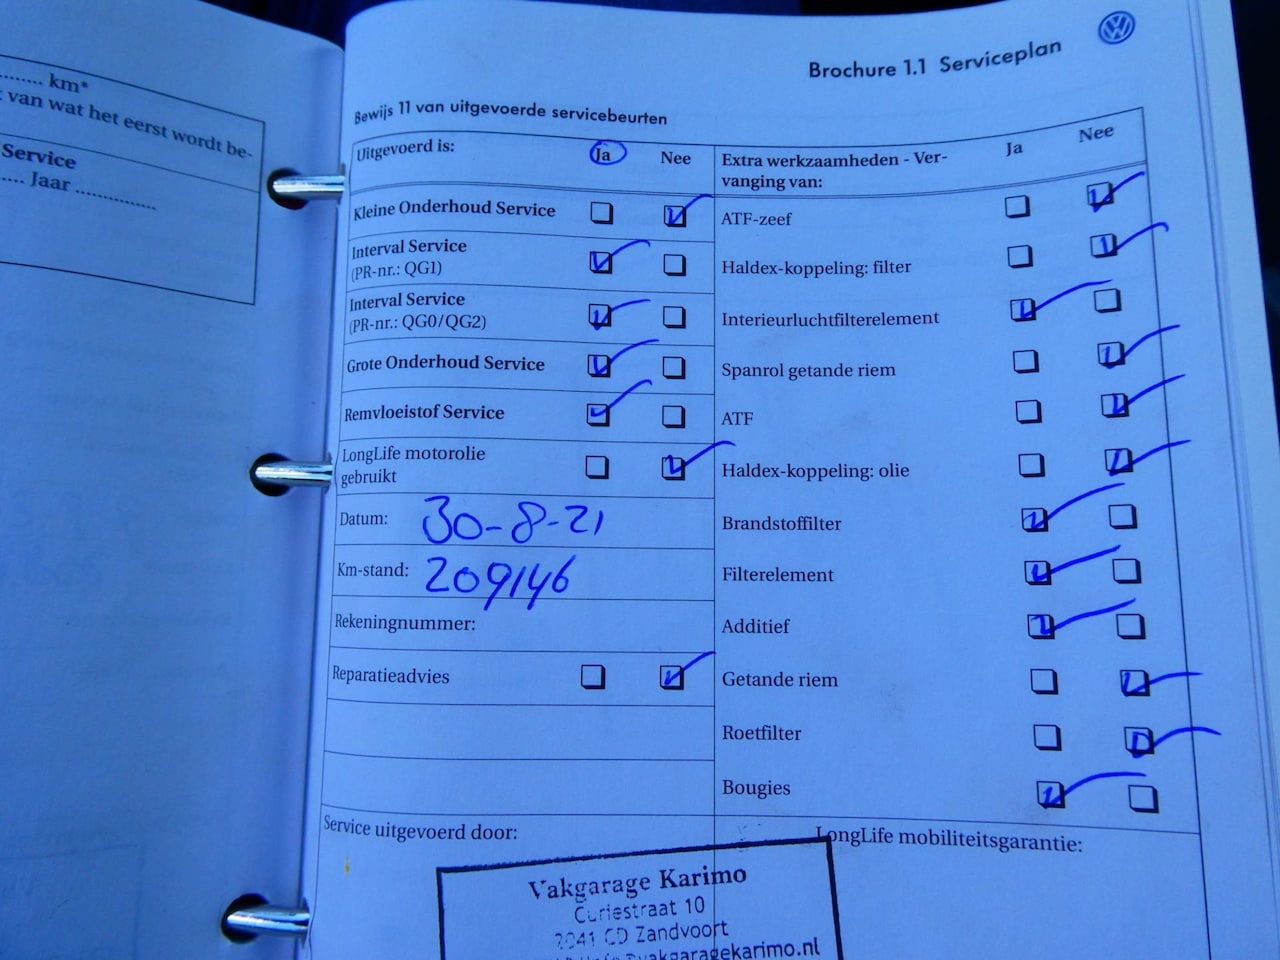 km*
van wat het eerst wordt be-
Service
Jaar
Brochure 1.1 Serviceplan
Bewijs 11 van uitgevoerde servicebeurten
Uitgevoerd is:
Ja
Nee
Kleine Onderhoud Service
Interval Service
(PR-nr.: QG1)
Interval Service
(PR-nr.: QG0/QG2)
Grote Onderhoud Service
Remvloeistof Service
LongLife motorolie
gebruikt
Datum: 30-8-21
Km-stand: 209146
Rekeningnummer:
Reparatieadvies
Extra werkzaamheden - Ver-
vanging van:
Ja
Nee
ATF-zeef
Haldex-koppeling: filter
Interieurluchtfilterelement
Spanrol getande riem
ATF
Haldex-koppeling: olie
Brandstoffilter
Filterelement
Additief
Getande riem
Roetfilter
Bougies
Service uitgevoerd door:
LongLife mobiliteitsgarantie:
Vakgarage Karimo
Curiestraat 10
2041 CD Zandvoort
@vakgaragekarimo.nl